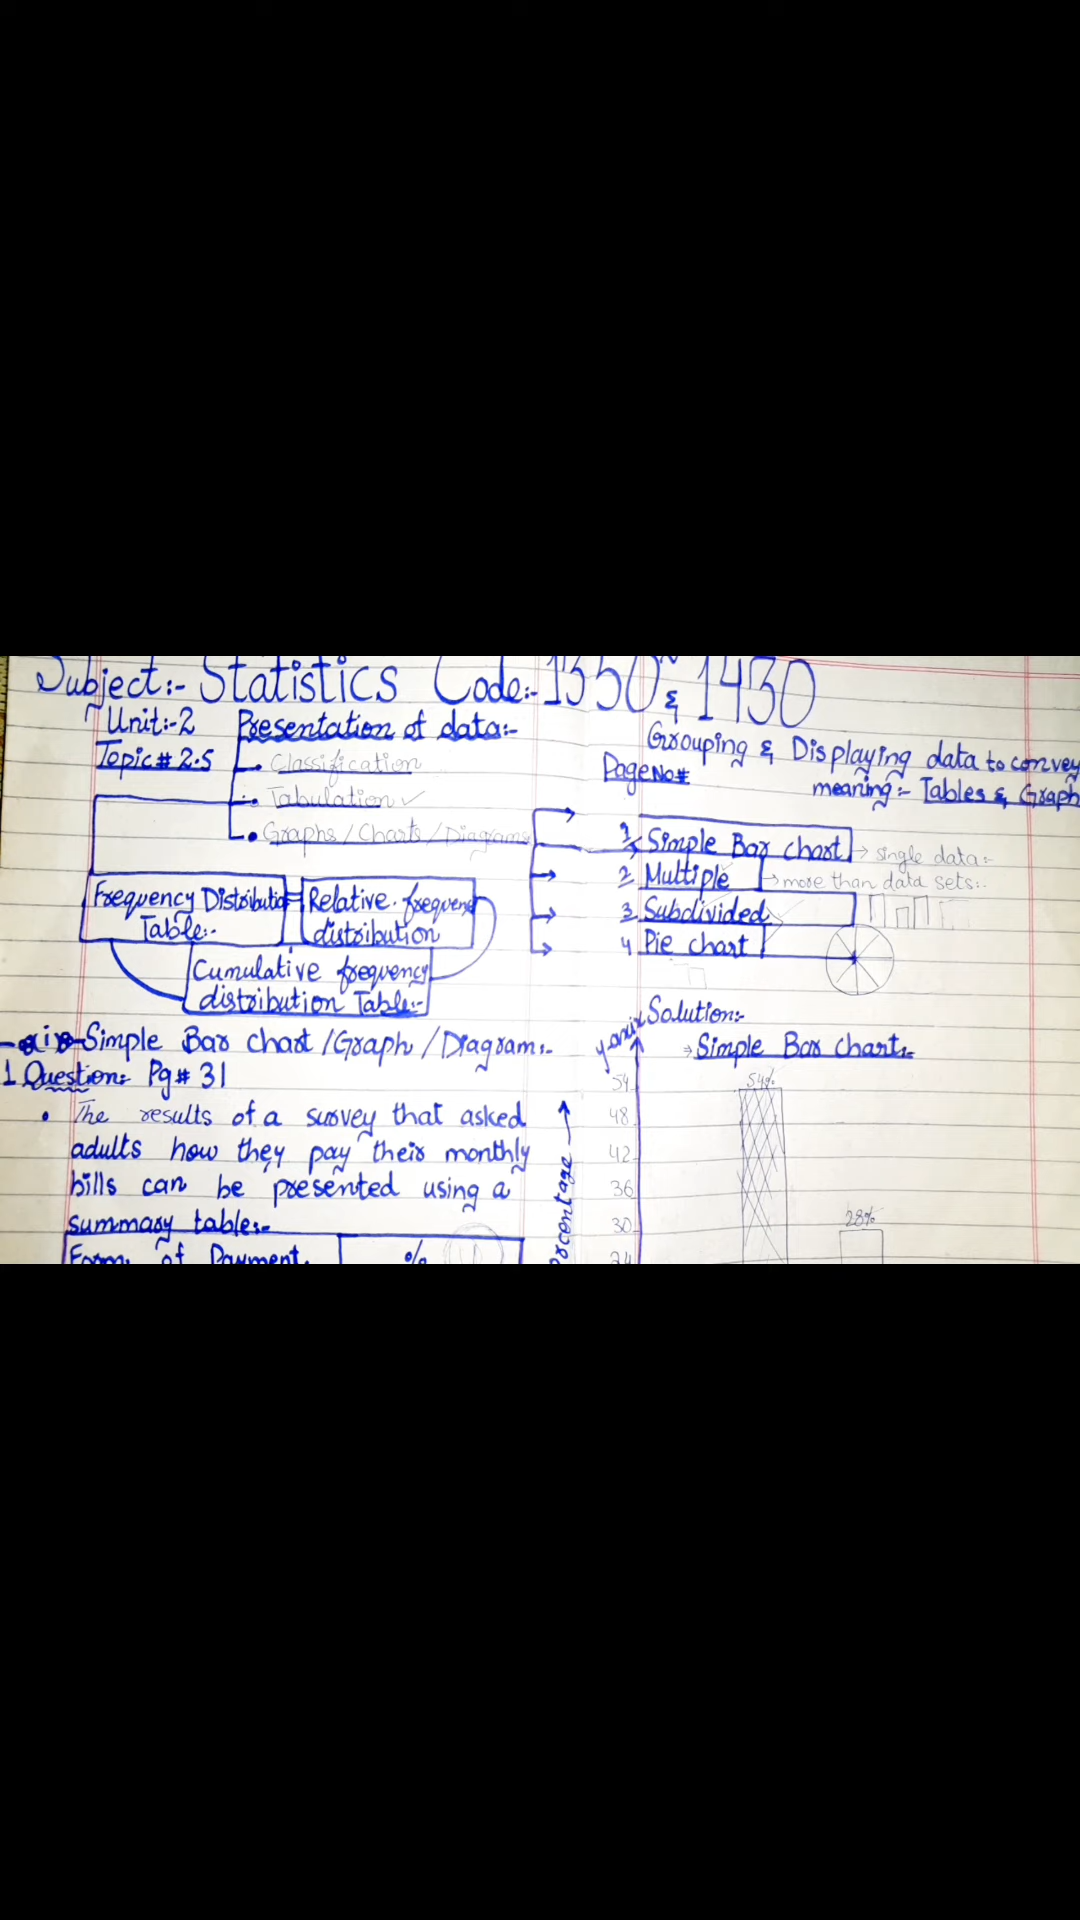 Subject:- Statistics Code:- 1350 & 1430
Unit:-2 Presentation of data:-
Topic# 2.5
• Classification
• Tabulation ✓
• Graphs/Charts/Diagrams
Frequency Distributio
Table:-
Relative frequenc
distribution
Cumulative frequency
distribution Table:-
Grouping & Displaying data to convey
Page No#
meaning:- Tables & Graph
1 Simple Bar chart → single data:-
2 Multiple → more than data sets:-
3 Subdivided
4 Pie chart
Simple Bar chart/Graph/Diagram:-
1 Question:- Pg# 31
• The results of a survey that asked
adults how they pay their monthly
bills can be presented using a
summary table:-
Form of Payment %
Solution:-
y-axis
→ Simple Bar chart:-
54
48
42
36
30
24
Porcentage →
54%
28%